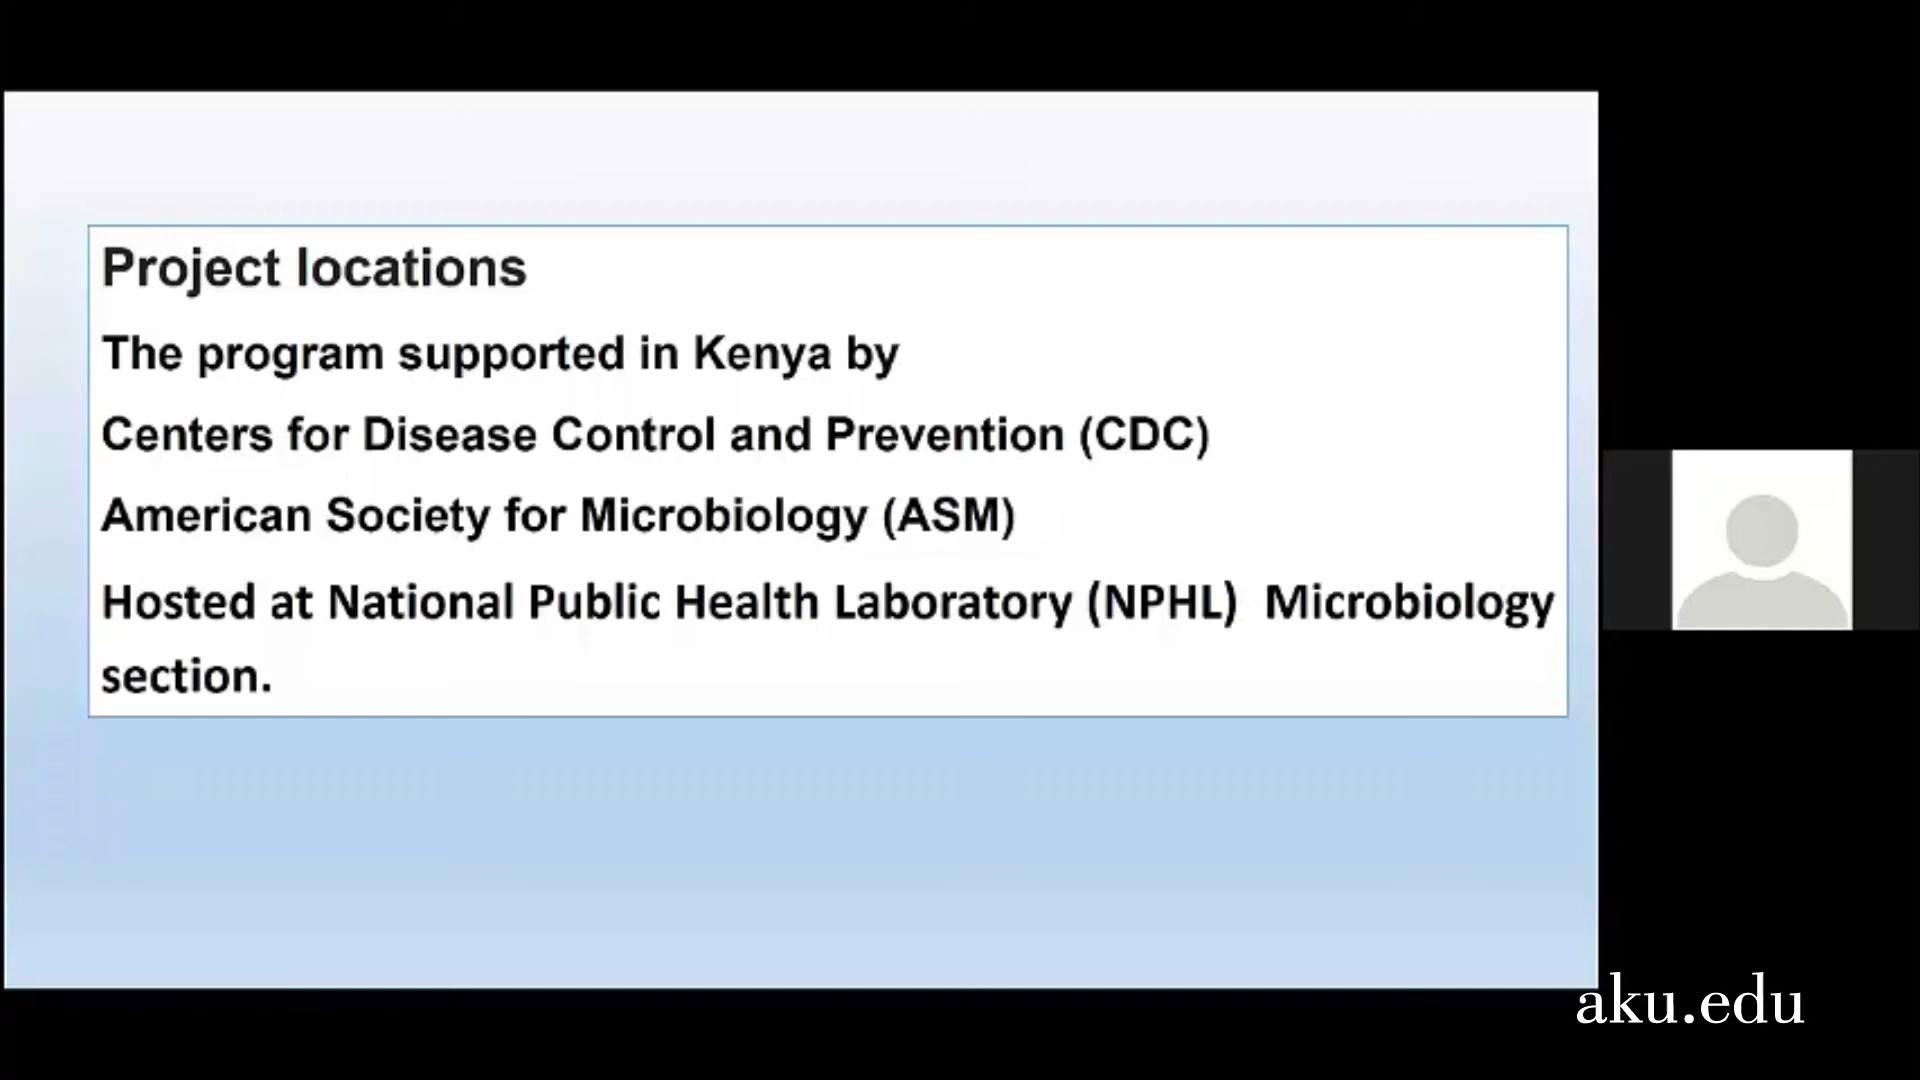 Project locations
The program supported in Kenya by
Centers for Disease Control and Prevention (CDC)
American Society for Microbiology (ASM)
Hosted at National Public Health Laboratory (NPHL)  Microbiology
section.
aku.edu